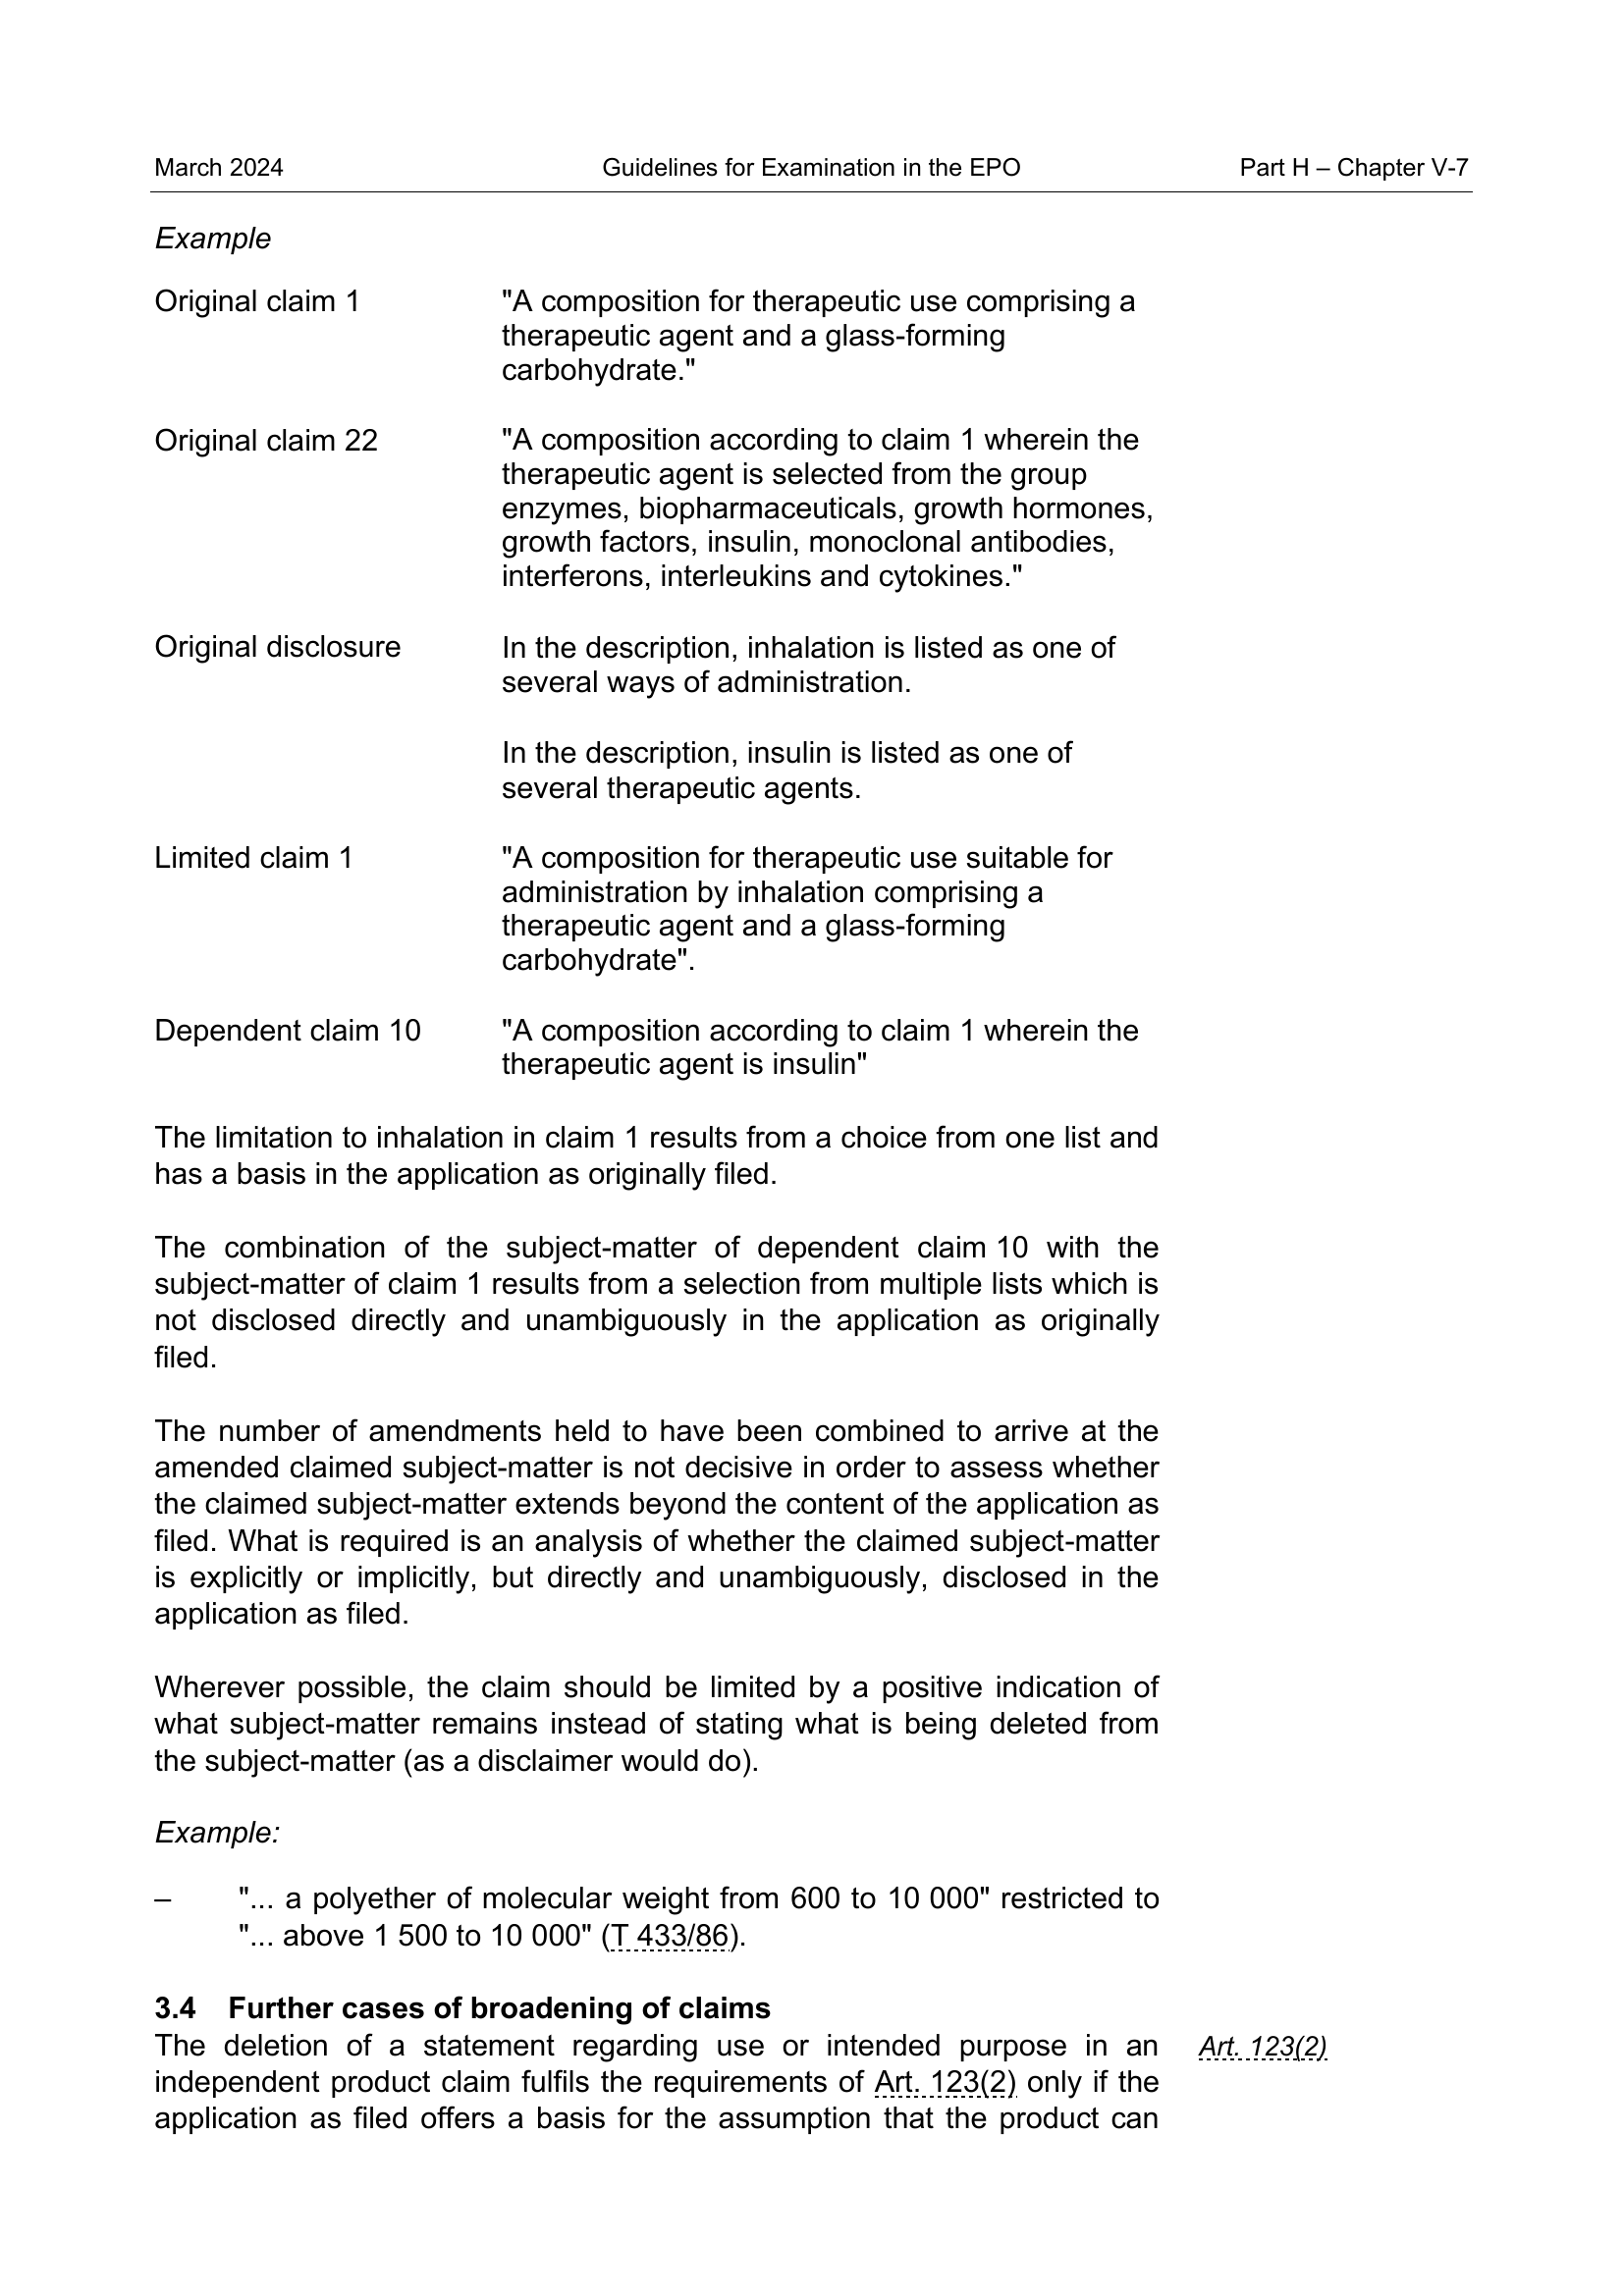 March 2024 Guidelines for Examination in the EPO Part H – Chapter V-7
Example
Original claim 1 "A composition for therapeutic use comprising a
therapeutic agent and a glass-forming
carbohydrate."
Original claim 22 "A composition according to claim 1 wherein the
therapeutic agent is selected from the group
enzymes, biopharmaceuticals, growth hormones,
growth factors, insulin, monoclonal antibodies,
interferons, interleukins and cytokines."
Original disclosure In the description, inhalation is listed as one of
several ways of administration.
In the description, insulin is listed as one of
several therapeutic agents.
Limited claim 1 "A composition for therapeutic use suitable for
administration by inhalation comprising a
therapeutic agent and a glass-forming
carbohydrate".
Dependent claim 10 "A composition according to claim 1 wherein the
therapeutic agent is insulin"
The limitation to inhalation in claim 1 results from a choice from one list and
has a basis in the application as originally filed.
The combination of the subject-matter of dependent claim 10 with the
subject-matter of claim 1 results from a selection from multiple lists which is
not disclosed directly and unambiguously in the application as originally
filed.
The number of amendments held to have been combined to arrive at the
amended claimed subject-matter is not decisive in order to assess whether
the claimed subject-matter extends beyond the content of the application as
filed. What is required is an analysis of whether the claimed subject-matter
is explicitly or implicitly, but directly and unambiguously, disclosed in the
application as filed.
Wherever possible, the claim should be limited by a positive indication of
what subject-matter remains instead of stating what is being deleted from
the subject-matter (as a disclaimer would do).
Example:
– "... a polyether of molecular weight from 600 to 10 000" restricted to
"... above 1 500 to 10 000" (T 433/86).
3.4 Further cases of broadening of claims
The deletion of a statement regarding use or intended purpose in an Art. 123(2)
independent product claim fulfils the requirements of Art. 123(2) only if the
application as filed offers a basis for the assumption that the product can